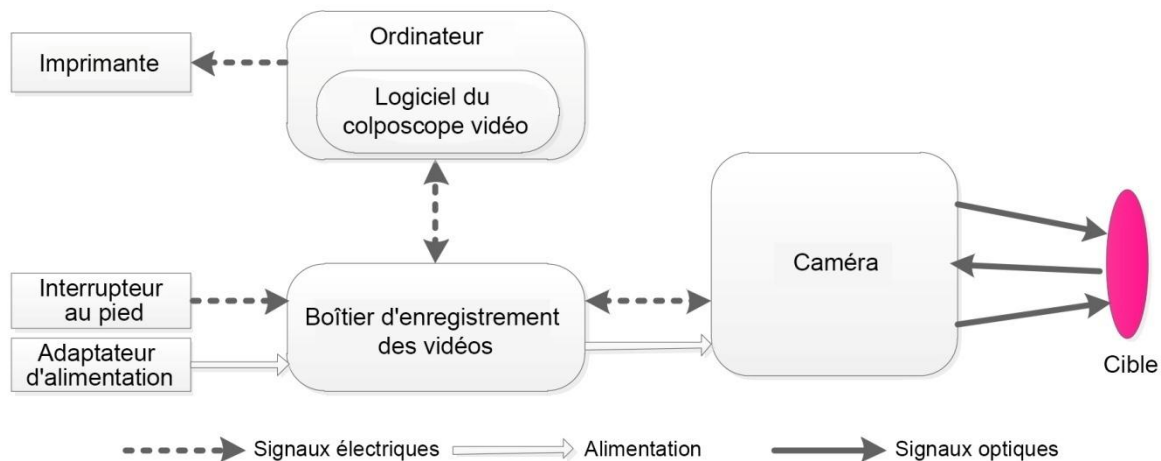 Imprimante
Ordinateur
Logiciel du
colposcope vidéo
Interrupteur
au pied
Adaptateur
d'alimentation
Boîtier d'enregistrement
des vidéos
Caméra
Cible
Signaux électriques
Alimentation
Signaux optiques